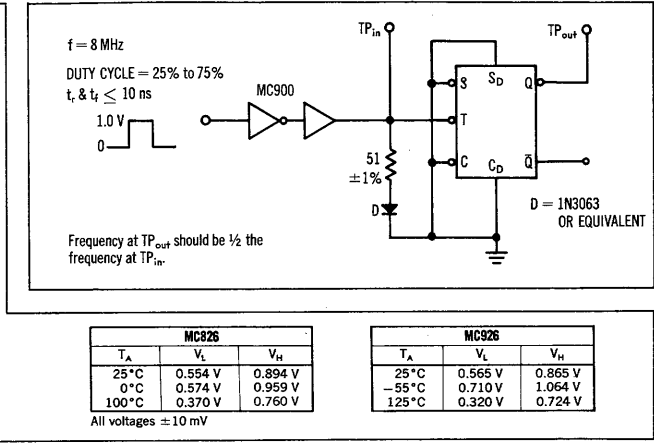 f = 8 MHz
DUTY CYCLE = 25% to 75%
tr & tf ≤ 10 ns
1.0 V
0
MC900
TPin
TPout
S
SD
Q
T
C
CD
Q̄
51
±1%
D
D = 1N3063
OR EQUIVALENT
Frequency at TPout should be ½ the
frequency at TPin.
MC826
TA VL VH
25°C 0.554 V 0.894 V
0°C 0.574 V 0.959 V
100°C 0.370 V 0.760 V
All voltages ±10 mV
MC926
TA VL VH
25°C 0.565 V 0.865 V
−55°C 0.710 V 1.064 V
125°C 0.320 V 0.724 V